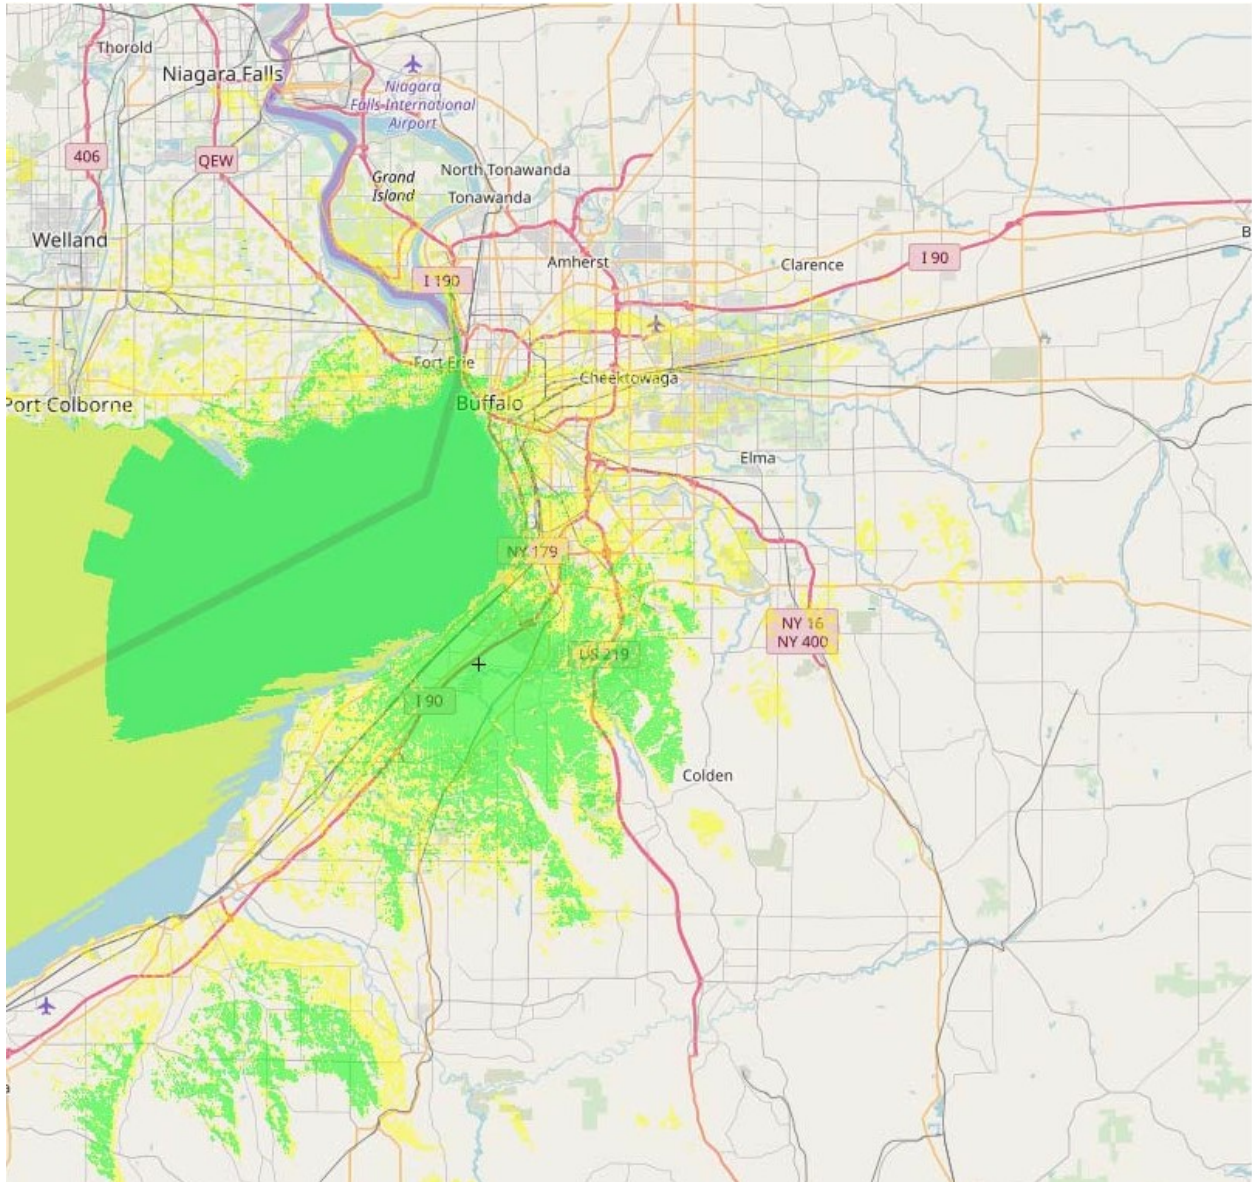 Thorold
Niagara Falls
Niagara
Falls International
Airport
406
QEW
Grand
Island
North Tonawanda
Tonawanda
Welland
I 190
Amherst
Clarence
I 90
B
Fort Erie
Cheektowaga
Port Colborne
Buffalo
Elma
NY 179
NY 16
NY 400
US 219
I 90
Colden
a